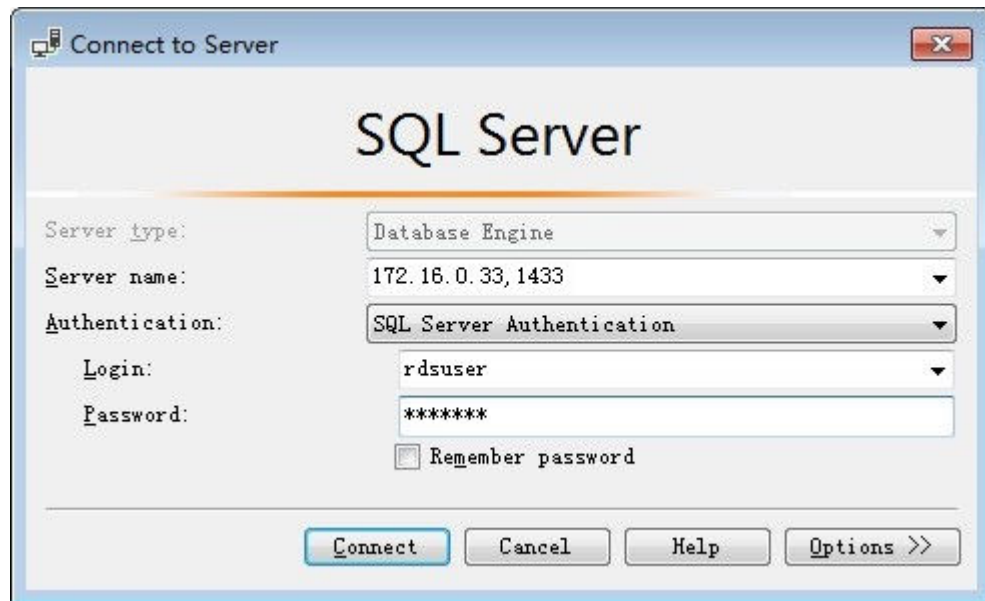 Connect to Server
SQL Server
Server type: Database Engine
Server name: 172.16.0.33,1433
Authentication: SQL Server Authentication
Login: rdsuser
Password: *******
Remember password
Connect Cancel Help Options >>